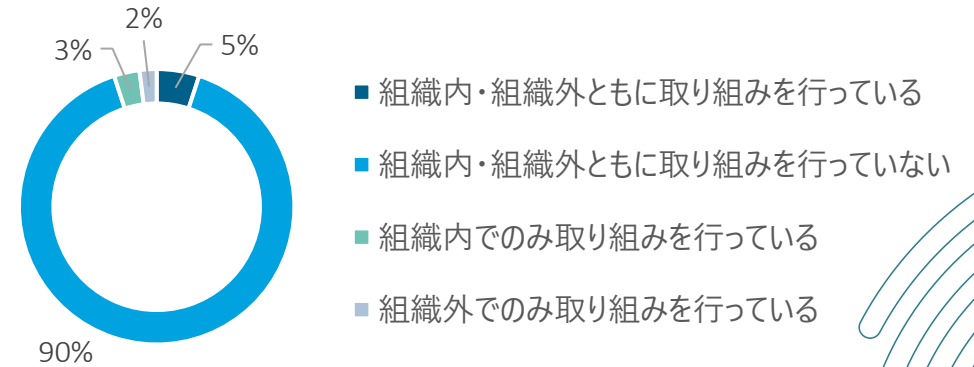 2%
3%
5%
90%
組織内・組織外ともに取り組みを行っている
組織内・組織外ともに取り組みを行っていない
組織内でのみ取り組みを行っている
組織外でのみ取り組みを行っている